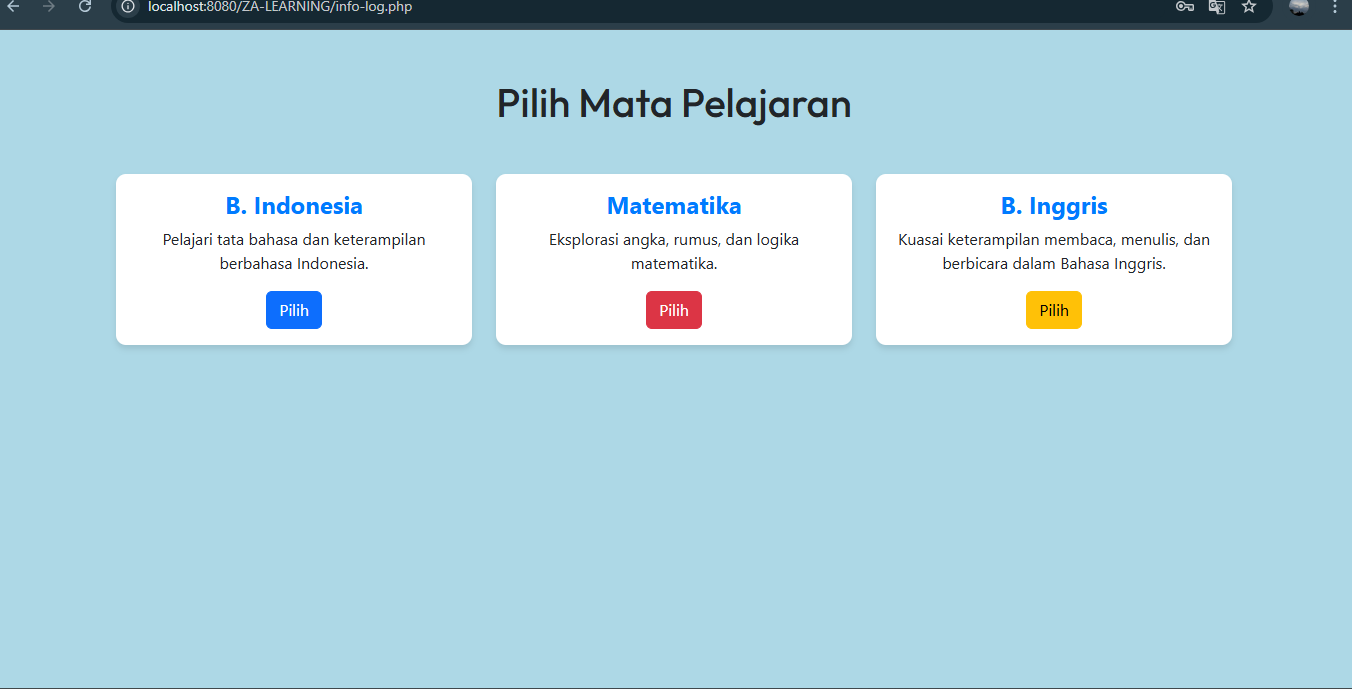 localhost:8080/ZA-LEARNING/info-log.php
Pilih Mata Pelajaran
B. Indonesia
Pelajari tata bahasa dan keterampilan
berbahasa Indonesia.
Pilih
Matematika
Eksplorasi angka, rumus, dan logika
matematika.
Pilih
B. Inggris
Kuasai keterampilan membaca, menulis, dan
berbicara dalam Bahasa Inggris.
Pilih